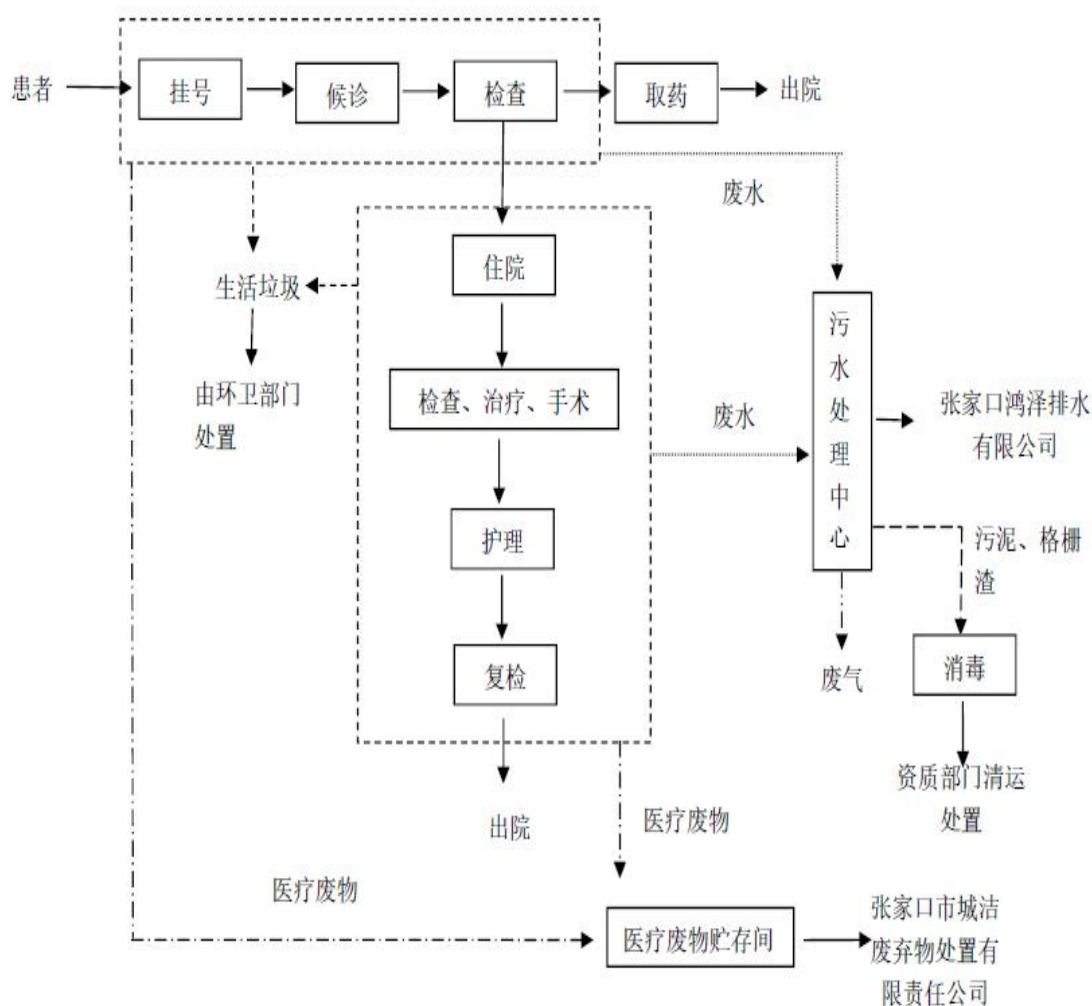 患者
挂号
候诊
检查
取药
出院
废水
住院
生活垃圾
污水处理中心
检查、治疗、手术
由环卫部门
处置
废水
张家口鸿泽排水
有限公司
护理
污泥、格栅
渣
复检
废气
消毒
资质部门清运
处置
出院
医疗废物
医疗废物
医疗废物贮存间
张家口市城洁
废弃物处置有
限责任公司